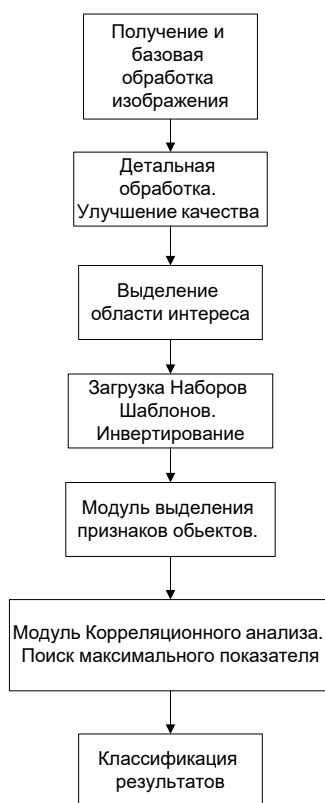 Получение и
базовая
обработка
изображения
Детальная
обработка.
Улучшение качества
Выделение
области интереса
Загрузка Наборов
Шаблонов.
Инвертирование
Модуль выделения
признаков обьектов.
Модуль Корреляционного анализа.
Поиск максимального показателя
Классификация
результатов